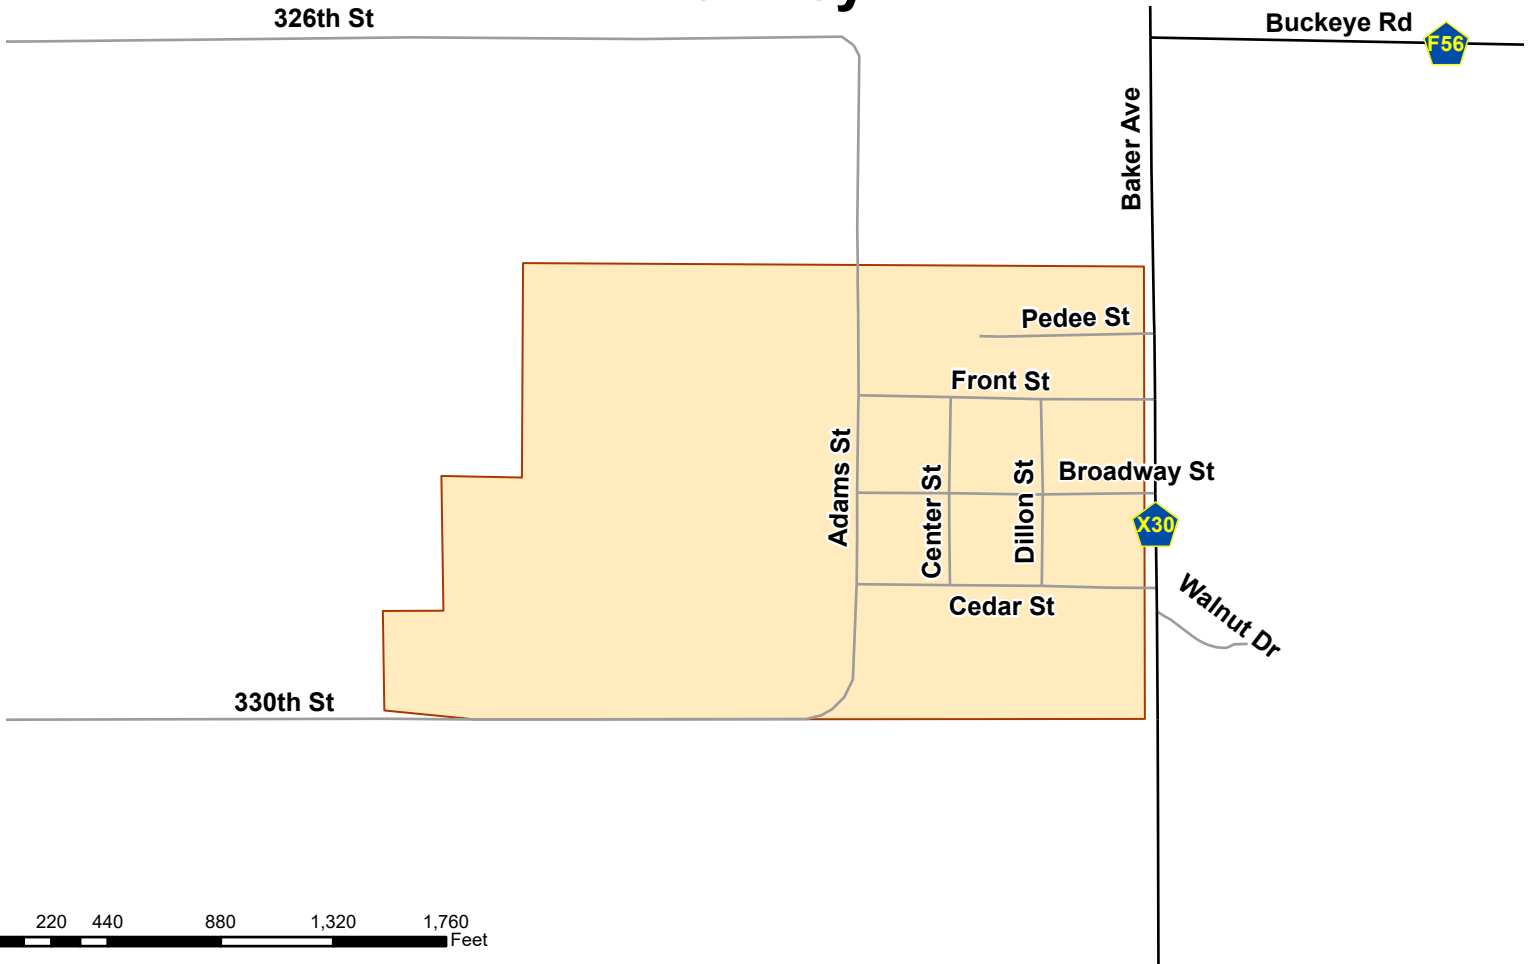 326th St
Buckeye Rd
F56
Baker Ave
Pedee St
Front St
Adams St
Center St
Dillon St
Broadway St
X30
Cedar St
Walnut Dr
330th St
220 440 880 1,320 1,760
Feet